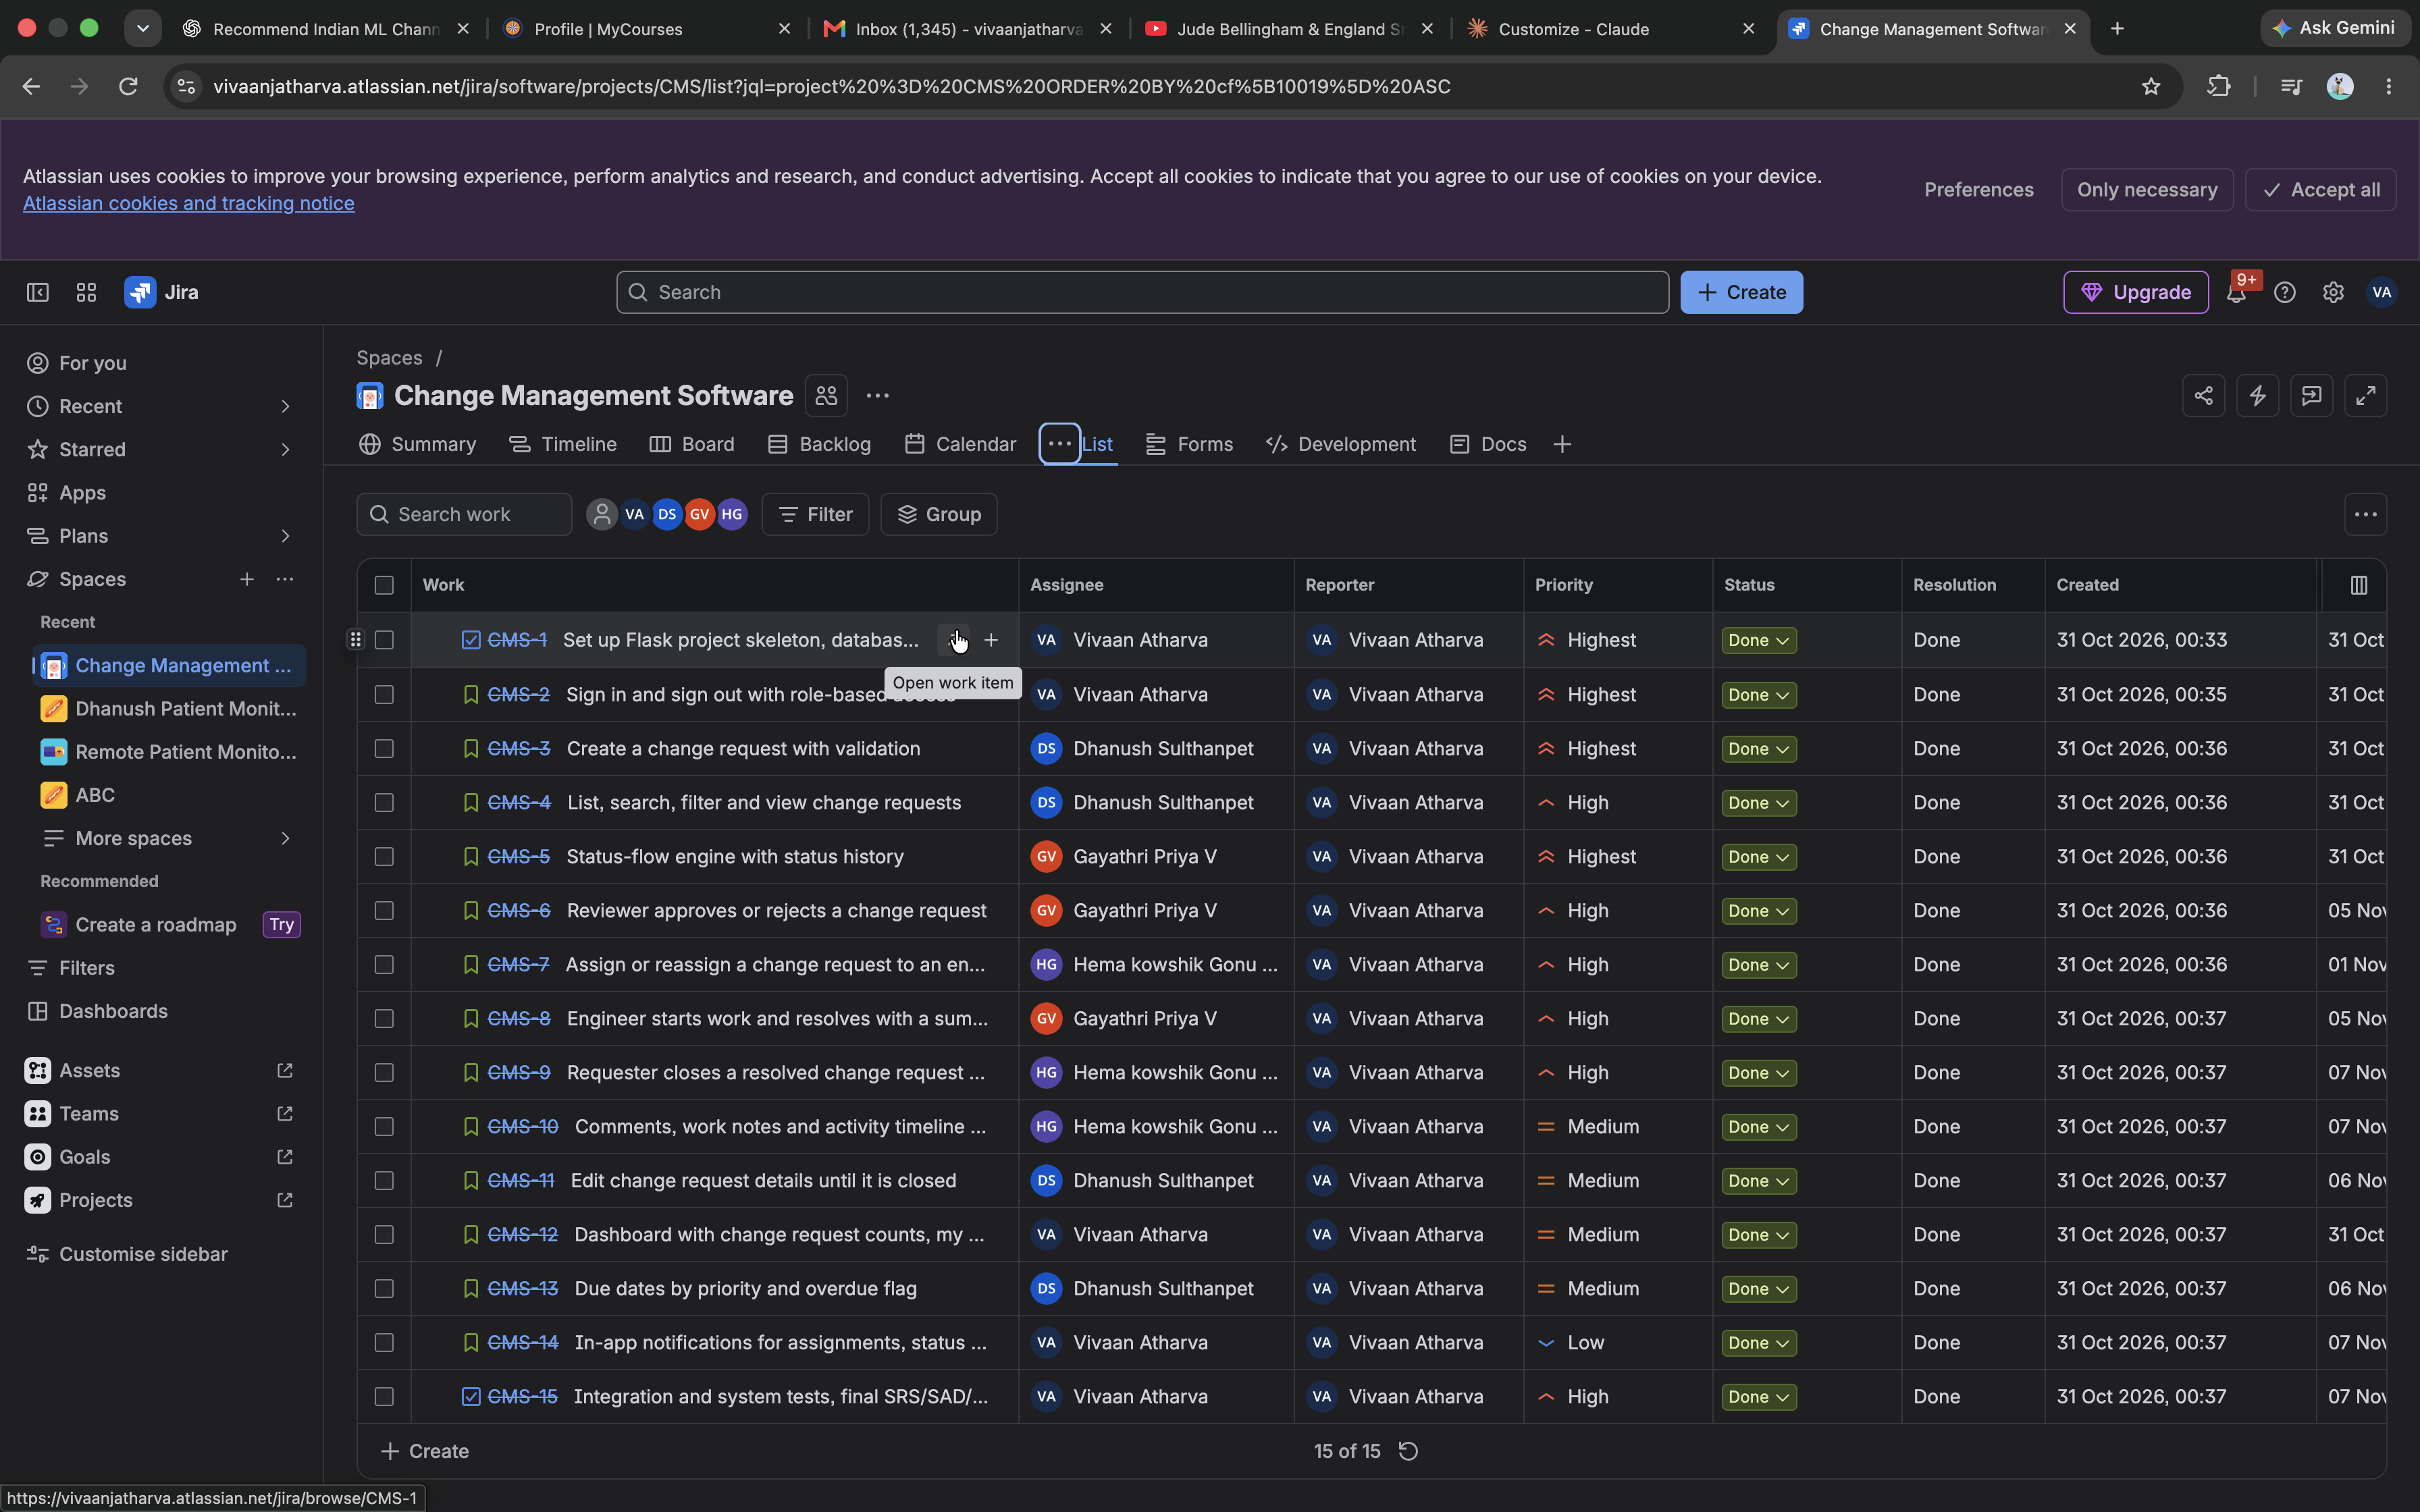 Recommend Indian ML Chann
Profile | MyCourses
Inbox (1,345) - vivaanjatharva
Jude Bellingham & England Sr
Customize - Claude
Change Management Softwar
Ask Gemini
vivaanjatharva.atlassian.net/jira/software/projects/CMS/list?jql=project%20%3D%20CMS%20ORDER%20BY%20cf%5B10019%5D%20ASC
Atlassian uses cookies to improve your browsing experience, perform analytics and research, and conduct advertising. Accept all cookies to indicate that you agree to our use of cookies on your device.
Atlassian cookies and tracking notice
Preferences
Only necessary
Accept all
Jira
Search
Create
Upgrade
9+
VA
For you
Recent
Starred
Apps
Plans
Spaces
Recent
Change Management ...
Dhanush Patient Monit...
Remote Patient Monito...
ABC
More spaces
Recommended
Create a roadmap Try
Filters
Dashboards
Assets
Teams
Goals
Projects
Customise sidebar
Spaces /
Change Management Software
Summary Timeline Board Backlog Calendar List Forms Development Docs
Search work VA DS GV HG Filter Group
Work Assignee Reporter Priority Status Resolution Created
CMS-1 Set up Flask project skeleton, databas... VA Vivaan Atharva VA Vivaan Atharva Highest Done Done 31 Oct 2026, 00:33 31 Oct
Open work item
CMS-2 Sign in and sign out with role-based access VA Vivaan Atharva VA Vivaan Atharva Highest Done Done 31 Oct 2026, 00:35 31 Oct
CMS-3 Create a change request with validation DS Dhanush Sulthanpet VA Vivaan Atharva Highest Done Done 31 Oct 2026, 00:36 31 Oct
CMS-4 List, search, filter and view change requests DS Dhanush Sulthanpet VA Vivaan Atharva High Done Done 31 Oct 2026, 00:36 31 Oct
CMS-5 Status-flow engine with status history GV Gayathri Priya V VA Vivaan Atharva Highest Done Done 31 Oct 2026, 00:36 31 Oct
CMS-6 Reviewer approves or rejects a change request GV Gayathri Priya V VA Vivaan Atharva High Done Done 31 Oct 2026, 00:36 05 Nov
CMS-7 Assign or reassign a change request to an en... HG Hema kowshik Gonu ... VA Vivaan Atharva High Done Done 31 Oct 2026, 00:36 01 Nov
CMS-8 Engineer starts work and resolves with a sum... GV Gayathri Priya V VA Vivaan Atharva High Done Done 31 Oct 2026, 00:37 05 Nov
CMS-9 Requester closes a resolved change request ... HG Hema kowshik Gonu ... VA Vivaan Atharva High Done Done 31 Oct 2026, 00:37 07 Nov
CMS-10 Comments, work notes and activity timeline ... HG Hema kowshik Gonu ... VA Vivaan Atharva Medium Done Done 31 Oct 2026, 00:37 07 Nov
CMS-11 Edit change request details until it is closed DS Dhanush Sulthanpet VA Vivaan Atharva Medium Done Done 31 Oct 2026, 00:37 06 Nov
CMS-12 Dashboard with change request counts, my ... VA Vivaan Atharva VA Vivaan Atharva Medium Done Done 31 Oct 2026, 00:37 31 Oct
CMS-13 Due dates by priority and overdue flag DS Dhanush Sulthanpet VA Vivaan Atharva Medium Done Done 31 Oct 2026, 00:37 06 Nov
CMS-14 In-app notifications for assignments, status ... VA Vivaan Atharva VA Vivaan Atharva Low Done Done 31 Oct 2026, 00:37 07 Nov
CMS-15 Integration and system tests, final SRS/SAD/... VA Vivaan Atharva VA Vivaan Atharva High Done Done 31 Oct 2026, 00:37 07 Nov
Create
15 of 15
https://vivaanjatharva.atlassian.net/jira/browse/CMS-1